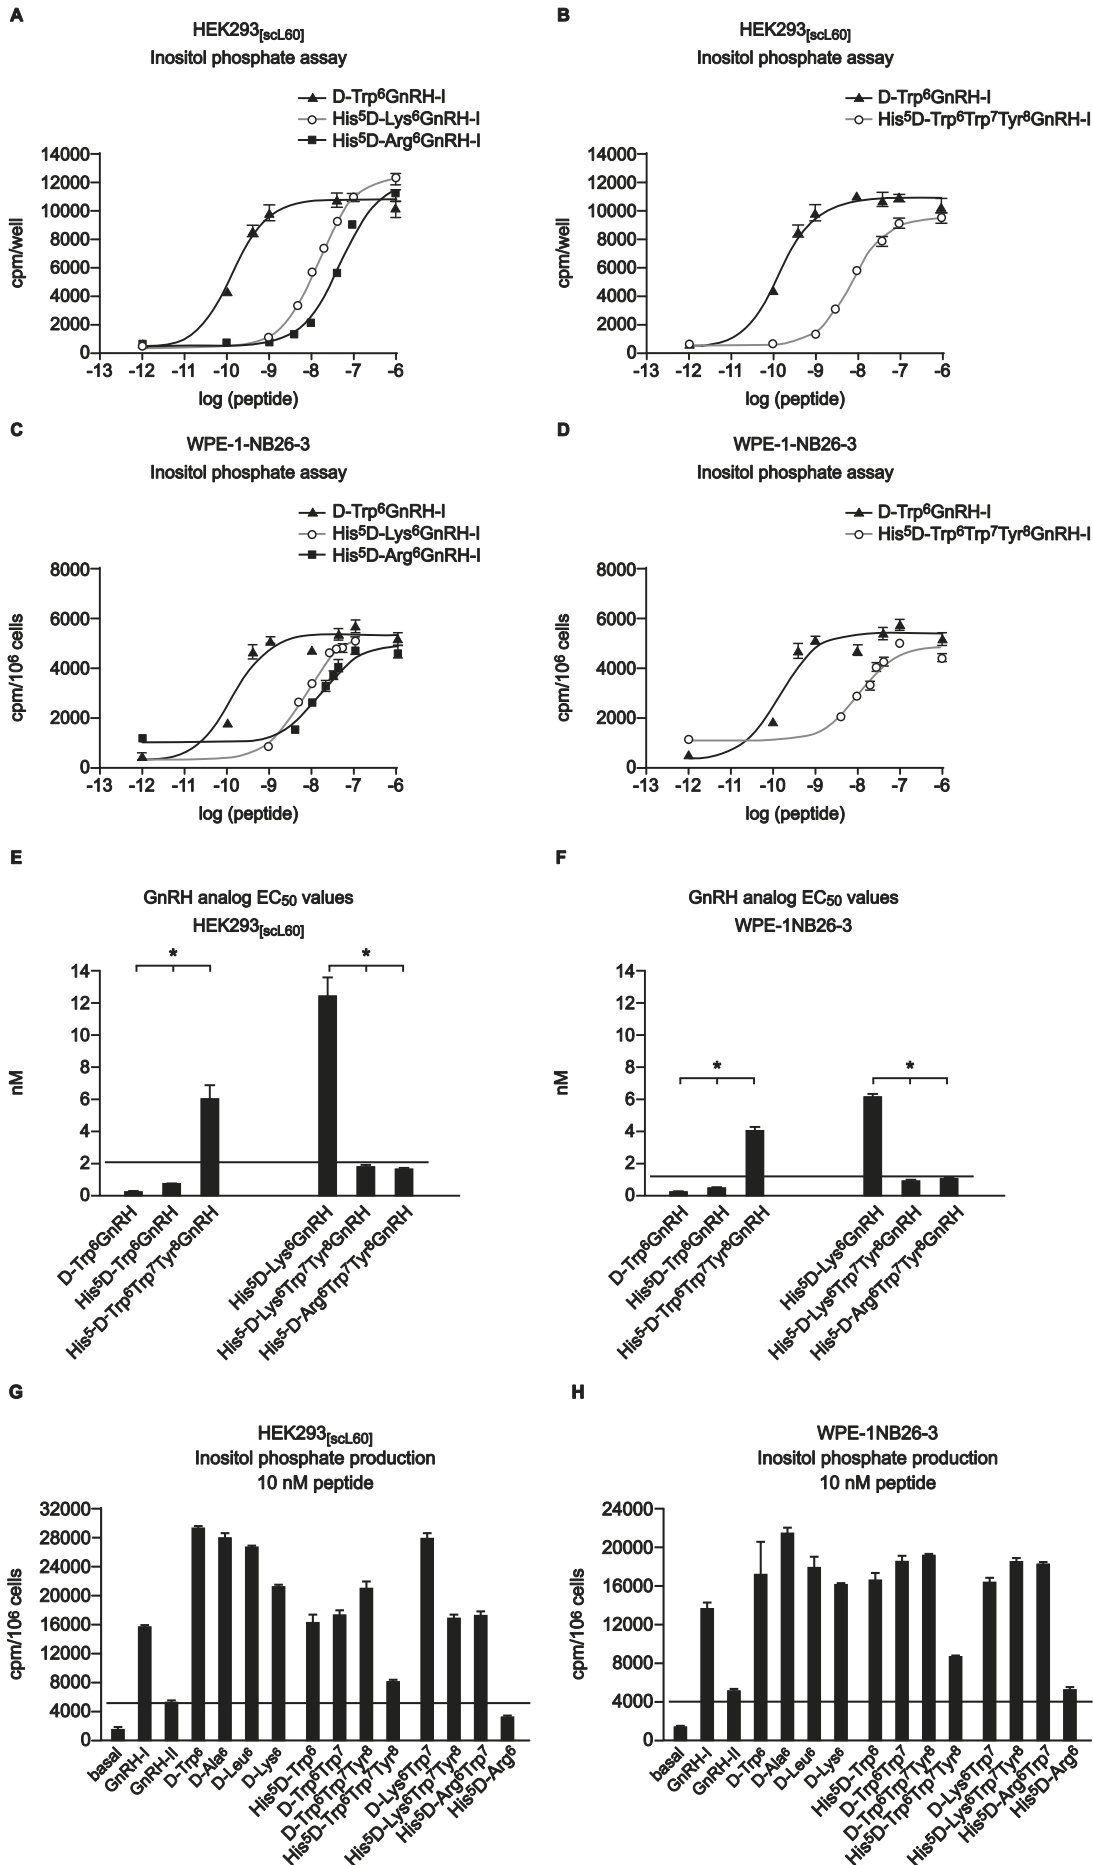 A
HEK293[scL60]
Inositol phosphate assay
D-Trp6GnRH-I
His5D-Lys6GnRH-I
His5D-Arg6GnRH-I
14000
12000
10000
8000
6000
4000
2000
0
cpm/well
-13 -12 -11 -10 -9 -8 -7 -6
log (peptide)
B
HEK293[scL60]
Inositol phosphate assay
D-Trp6GnRH-I
His5D-Trp6Trp7Tyr8GnRH-I
14000
12000
10000
8000
6000
4000
2000
0
cpm/well
-13 -12 -11 -10 -9 -8 -7 -6
log (peptide)
C
WPE-1-NB26-3
Inositol phosphate assay
D-Trp6GnRH-I
His5D-Lys6GnRH-I
His5D-Arg6GnRH-I
8000
6000
4000
2000
0
cpm/106 cells
-13 -12 -11 -10 -9 -8 -7 -6
log (peptide)
D
WPE-1-NB26-3
Inositol phosphate assay
D-Trp6GnRH-I
His5D-Trp6Trp7Tyr8GnRH-I
8000
6000
4000
2000
0
cpm/106 cells
-13 -12 -11 -10 -9 -8 -7 -6
log (peptide)
E
GnRH analog EC50 values
HEK293[scL60]
* *
14
12
10
8
6
4
2
0
nM
D-Trp6GnRH
His5D-Trp6GnRH
His5-D-Trp6Trp7Tyr8GnRH
His5D-Lys6GnRH
His5-D-Lys6Trp7Tyr8GnRH
His5-D-Arg6Trp7Tyr8GnRH
F
GnRH analog EC50 values
WPE-1NB26-3
* *
14
12
10
8
6
4
2
0
nM
D-Trp6GnRH
His5D-Trp6GnRH
His5-D-Trp6Trp7Tyr8GnRH
His5D-Lys6GnRH
His5-D-Lys6Trp7Tyr8GnRH
His5-D-Arg6Trp7Tyr8GnRH
G
HEK293[scL60]
Inositol phosphate production
10 nM peptide
32000
28000
24000
20000
16000
12000
8000
4000
0
cpm/106 cells
basal
GnRH-I
GnRH-II
D-Trp6
D-Ala6
D-Leu6
D-Lys6
His5D-Trp6
D-Trp6Trp7
D-Trp6Trp7Tyr8
His5D-Trp6Trp7Tyr8
D-Lys6Trp7
His5D-Lys6Trp7Tyr8
His5D-Arg6Trp7
His5D-Arg6
H
WPE-1NB26-3
Inositol phosphate production
10 nM peptide
24000
20000
16000
12000
8000
4000
0
cpm/106 cells
basal
GnRH-I
GnRH-II
D-Trp6
D-Ala6
D-Leu6
D-Lys6
His5D-Trp6
D-Trp6Trp7
D-Trp6Trp7Tyr8
His5D-Trp6Trp7Tyr8
D-Lys6Trp7
His5D-Lys6Trp7Tyr8
His5D-Arg6Trp7
His5D-Arg6